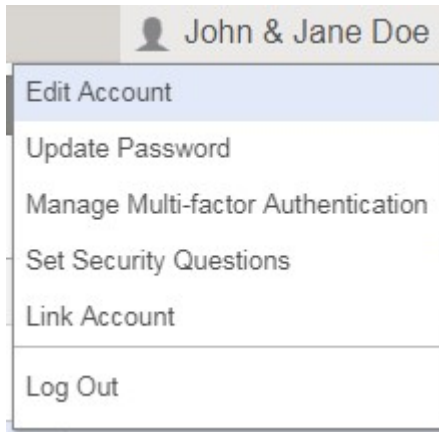 John & Jane Doe
Edit Account
Update Password
Manage Multi-factor Authentication
Set Security Questions
Link Account
Log Out